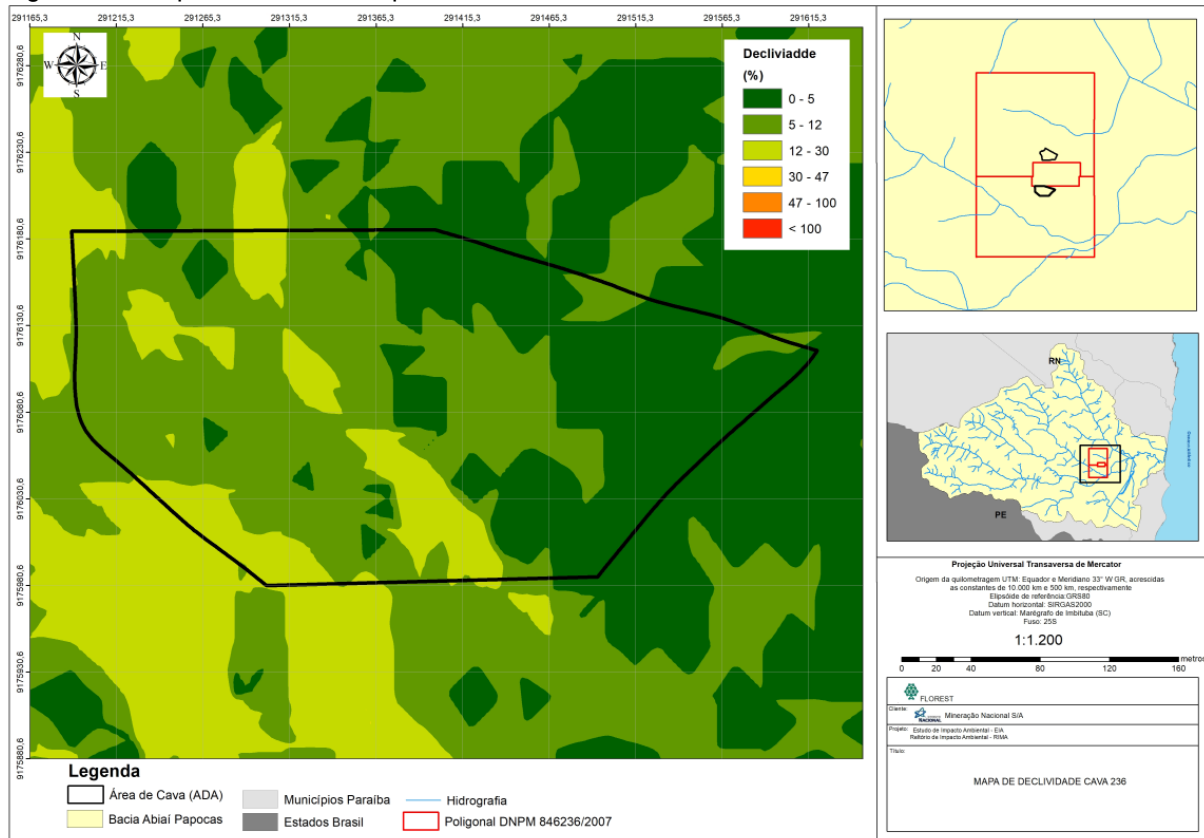 291165,3 291215,3 291265,3 291315,3 291365,3 291415,3 291465,3 291515,3 291565,3 291615,3
N
W E
S
9176280,6
9176230,6
9176180,6
9176130,6
9176080,6
9176030,6
9175980,6
9175930,6
9175880,6
Decliviadde
(%)
0 - 5
5 - 12
12 - 30
30 - 47
47 - 100
< 100
RN
PE
Projeção Universal Transversa de Mercator
Origem da quilometragem UTM: Equador e Meridiano 33° W GR, acrescidas
as constantes de 10.000 km e 500 km, respectivamente
Elipsóide de referência:GRS80
Datum horizontal: SIRGAS2000
Datum vertical: Marégrafo de Imbituba (SC)
Fuso: 25S
1:1.200
0 10 20 40 80 120 160 metros
FLOREST
Cliente: NACIONAL Mineração Nacional S/A
Projeto: Estudo de Impacto Ambiental - EIA
Relatório de Impacto Ambiental - RIMA
Título:
MAPA DE DECLIVIDADE CAVA 236
Legenda
Área de Cava (ADA)
Bacia Abiaí Papocas
Municípios Paraíba
Estados Brasil
Hidrografia
Poligonal DNPM 846236/2007